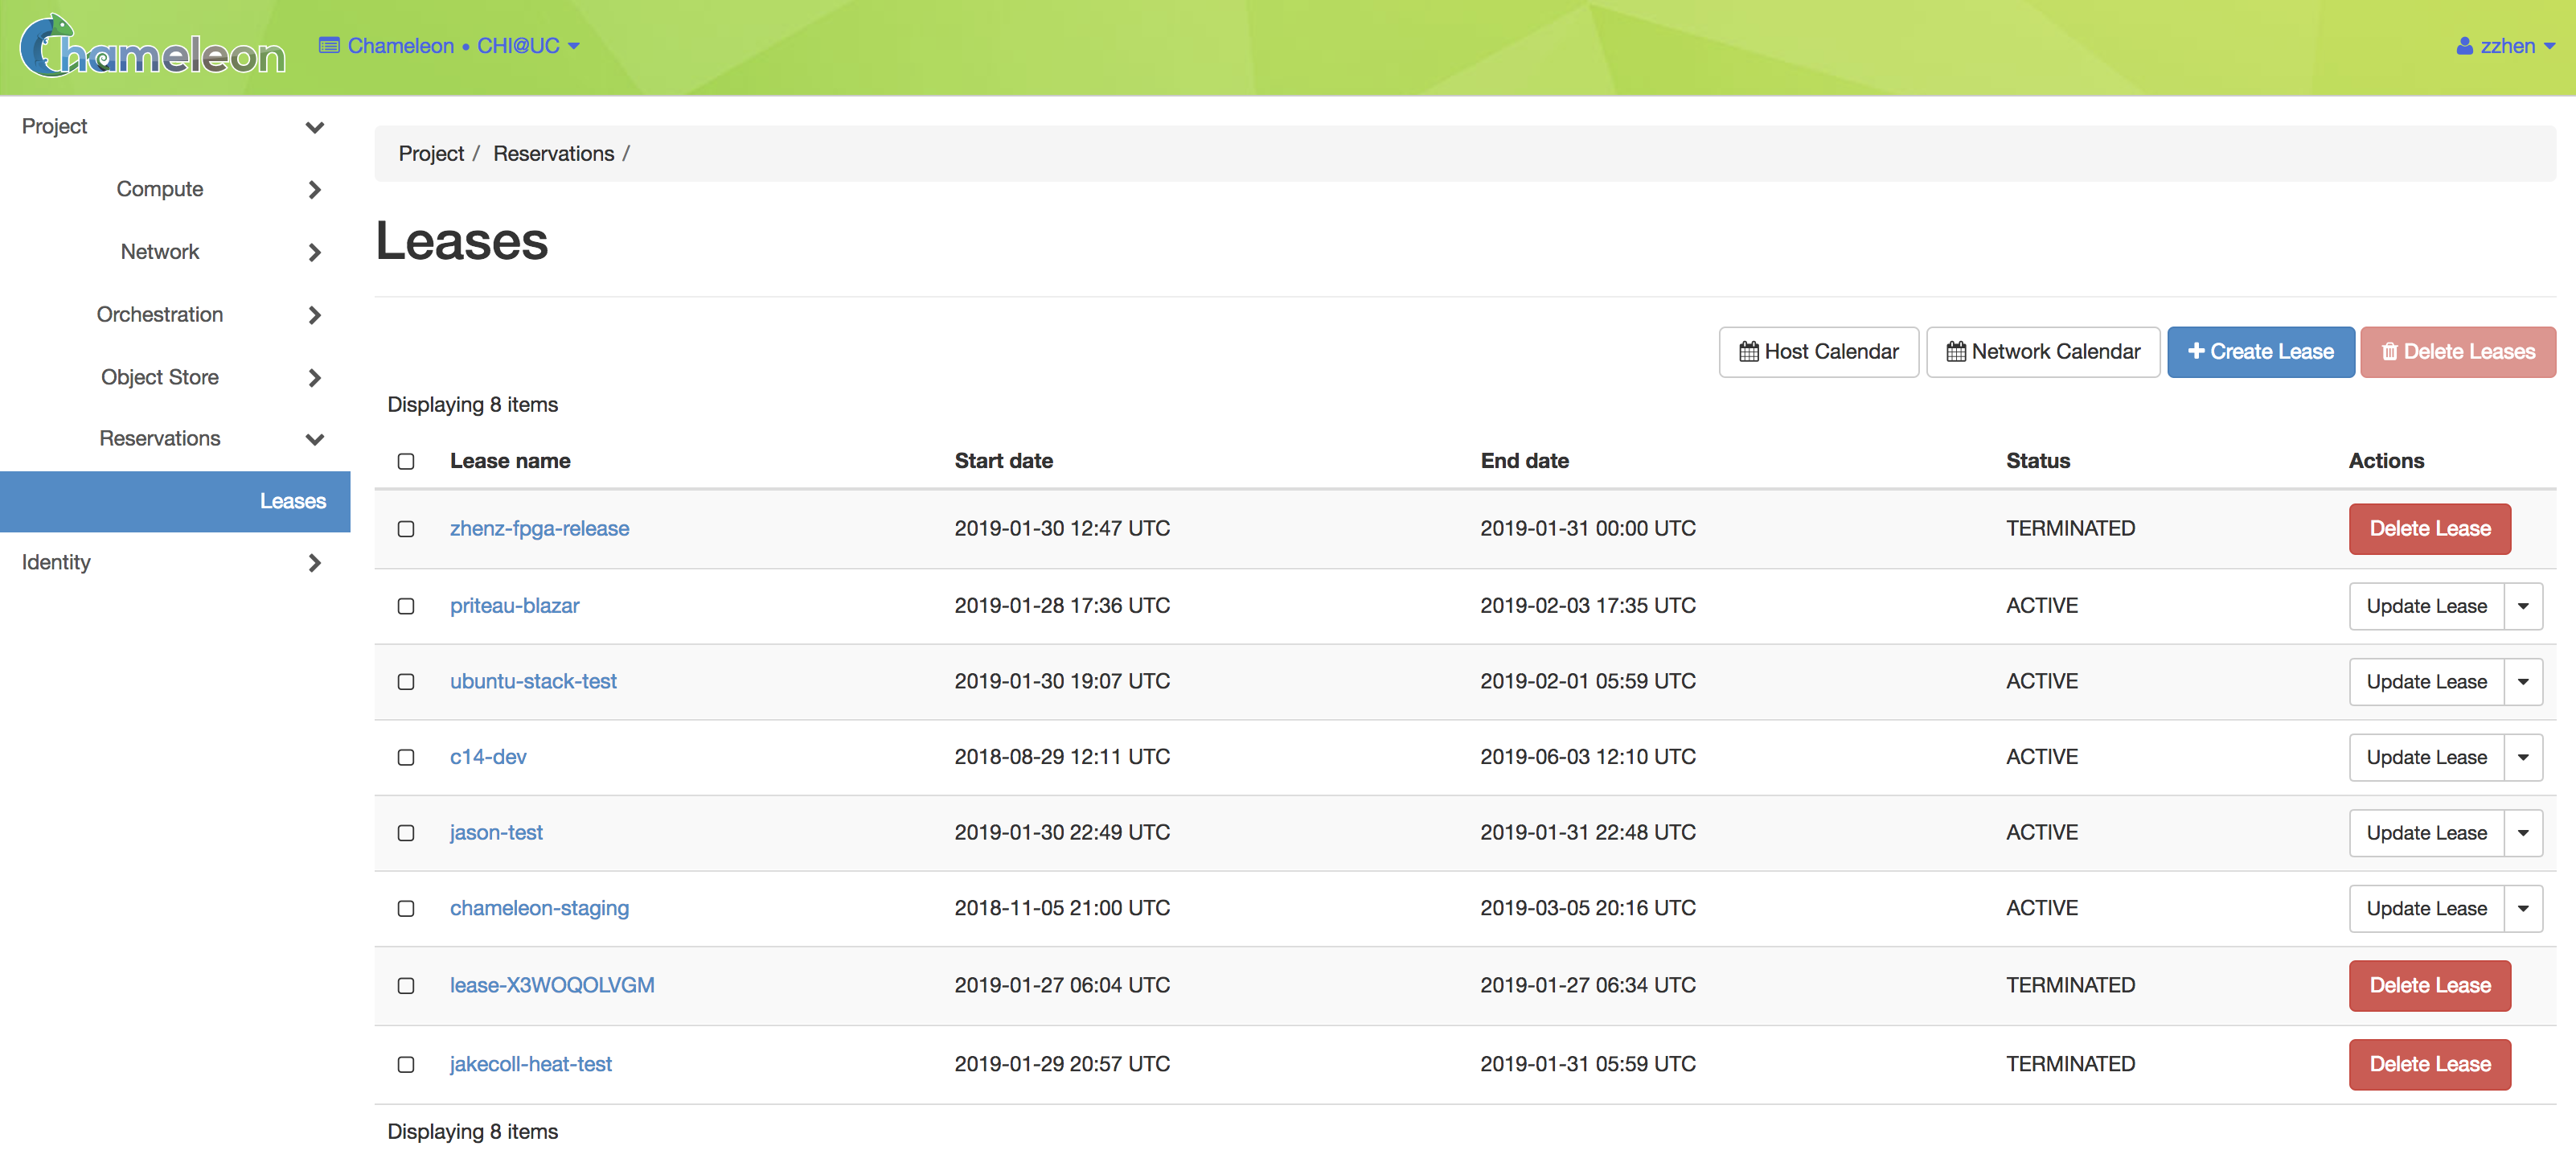 Chameleon
Chameleon • CHI@UC
zzhen
Project
Compute
Network
Orchestration
Object Store
Reservations
Leases
Identity
Project / Reservations /
Leases
Host Calendar Network Calendar Create Lease Delete Leases
Displaying 8 items
Lease name Start date End date Status Actions
zhenz-fpga-release 2019-01-30 12:47 UTC 2019-01-31 00:00 UTC TERMINATED Delete Lease
priteau-blazar 2019-01-28 17:36 UTC 2019-02-03 17:35 UTC ACTIVE Update Lease
ubuntu-stack-test 2019-01-30 19:07 UTC 2019-02-01 05:59 UTC ACTIVE Update Lease
c14-dev 2018-08-29 12:11 UTC 2019-06-03 12:10 UTC ACTIVE Update Lease
jason-test 2019-01-30 22:49 UTC 2019-01-31 22:48 UTC ACTIVE Update Lease
chameleon-staging 2018-11-05 21:00 UTC 2019-03-05 20:16 UTC ACTIVE Update Lease
lease-X3WOQOLVGM 2019-01-27 06:04 UTC 2019-01-27 06:34 UTC TERMINATED Delete Lease
jakecoll-heat-test 2019-01-29 20:57 UTC 2019-01-31 05:59 UTC TERMINATED Delete Lease
Displaying 8 items